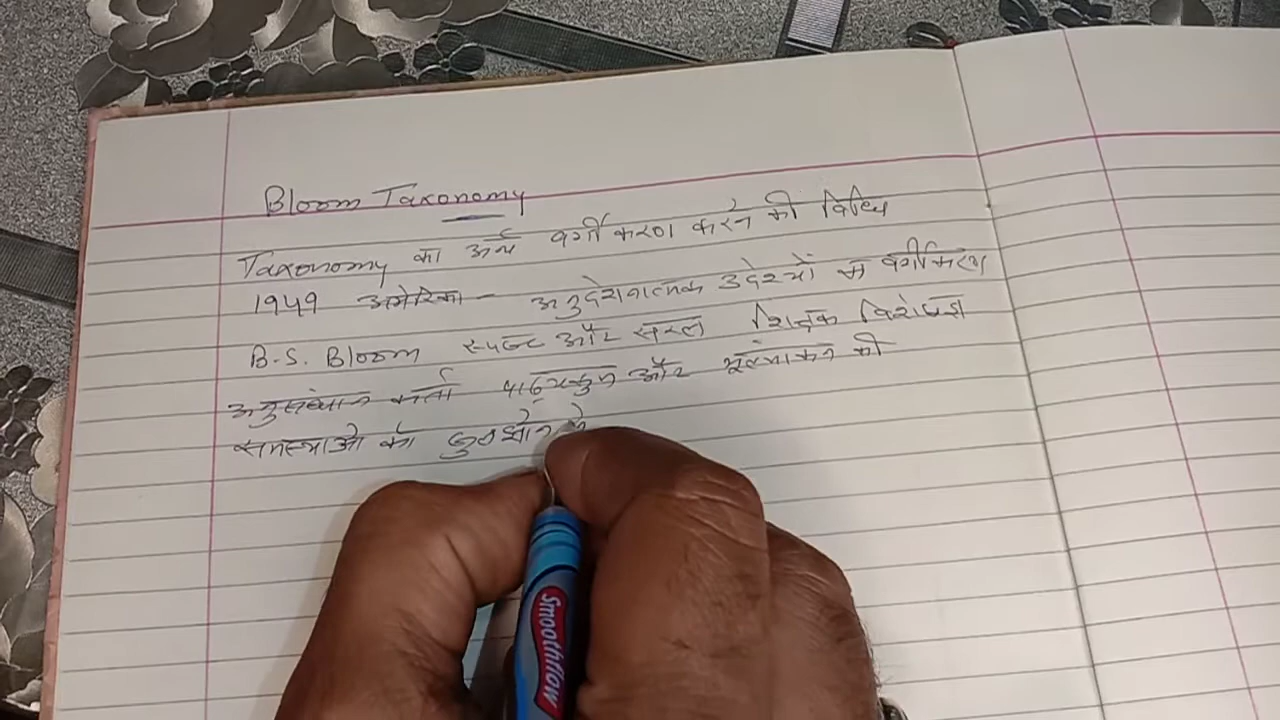 Bloom Taxonomy
Taxonomy का अर्थ वर्गीकरण करने की विधि
1949 अमेरिका - अनुदेशनात्मक उदेश्यों का वर्गीकरण
B.S. Bloom स्पष्ट और सरल शिक्षक विशेषज्ञ
अनुसंधान कर्ता पाठ्यक्रम और मूल्यांकन की
समस्याओ को
Smoothflow